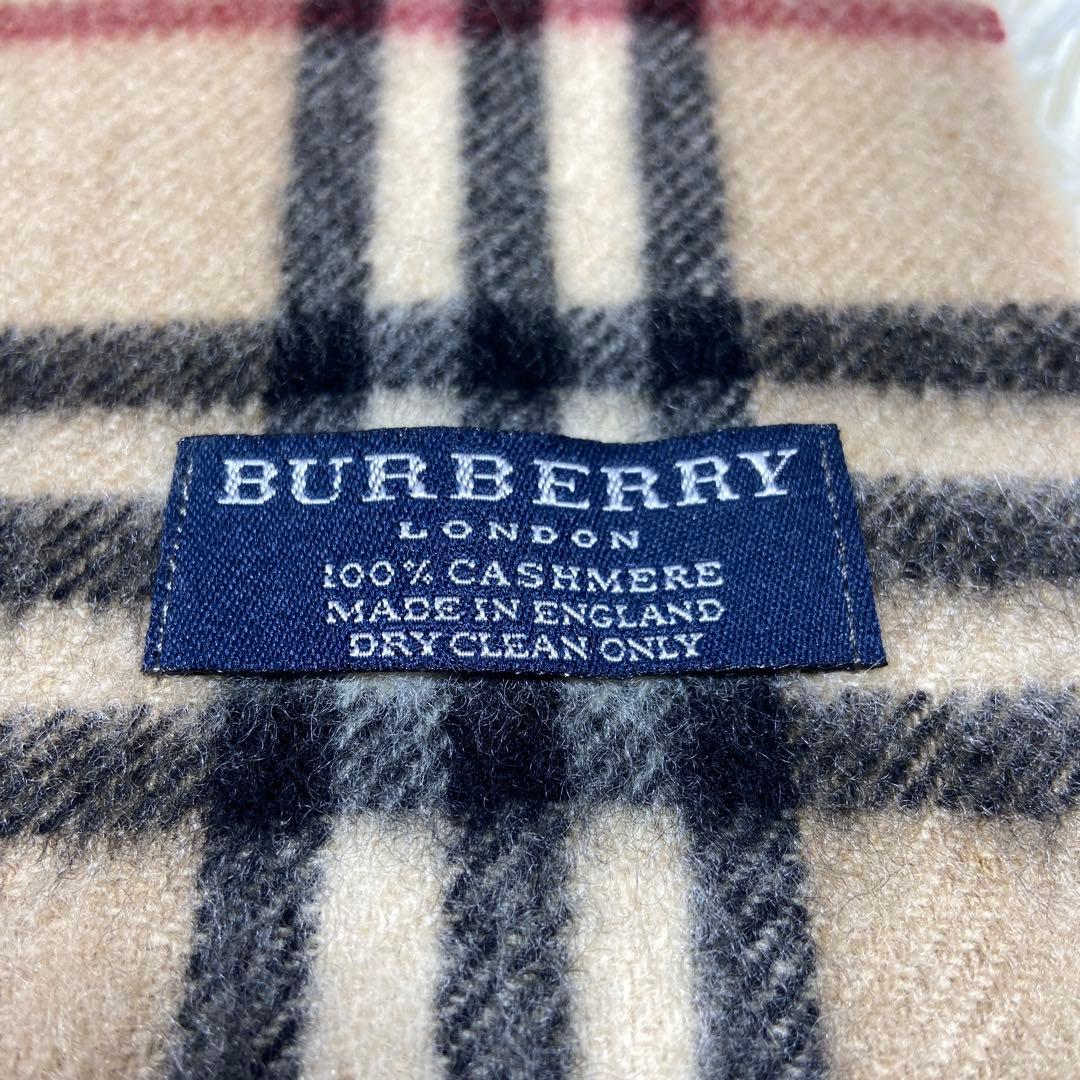 BURBERRY
LONDON
100% CASHMERE
MADE IN ENGLAND
DRY CLEAN ONLY